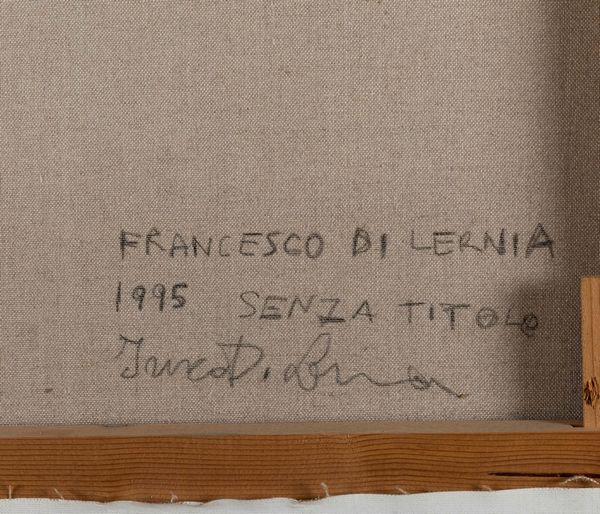 FRANCESCO DI LERNIA
1995 SENZA TITOLO